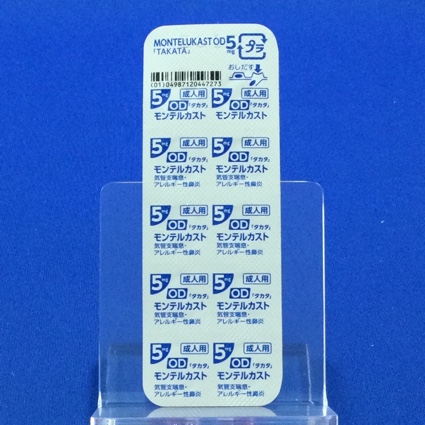 MONTELUKAST OD 5mg
「TAKATA」
プラ
おしだす
(01)04987120447273
5mg 成人用 5mg 成人用
OD「タカタ」 OD「タカタ」
モンテルカスト モンテルカスト
5mg 成人用 5mg 成人用
OD「タカタ」 OD「タカタ」
モンテルカスト モンテルカスト
気管支喘息・ 気管支喘息・
アレルギー性鼻炎 アレルギー性鼻炎
5mg 成人用 5mg 成人用
OD「タカタ」 OD「タカタ」
モンテルカスト モンテルカスト
気管支喘息・ 気管支喘息・
アレルギー性鼻炎 アレルギー性鼻炎
5mg 成人用 5mg 成人用
OD「タカタ」 OD「タカタ」
モンテルカスト モンテルカスト
気管支喘息・ 気管支喘息・
アレルギー性鼻炎 アレルギー性鼻炎
5mg 成人用 5mg 成人用
OD「タカタ」 OD「タカタ」
モンテルカスト モンテルカスト
気管支喘息・ 気管支喘息・
アレルギー性鼻炎 アレルギー性鼻炎